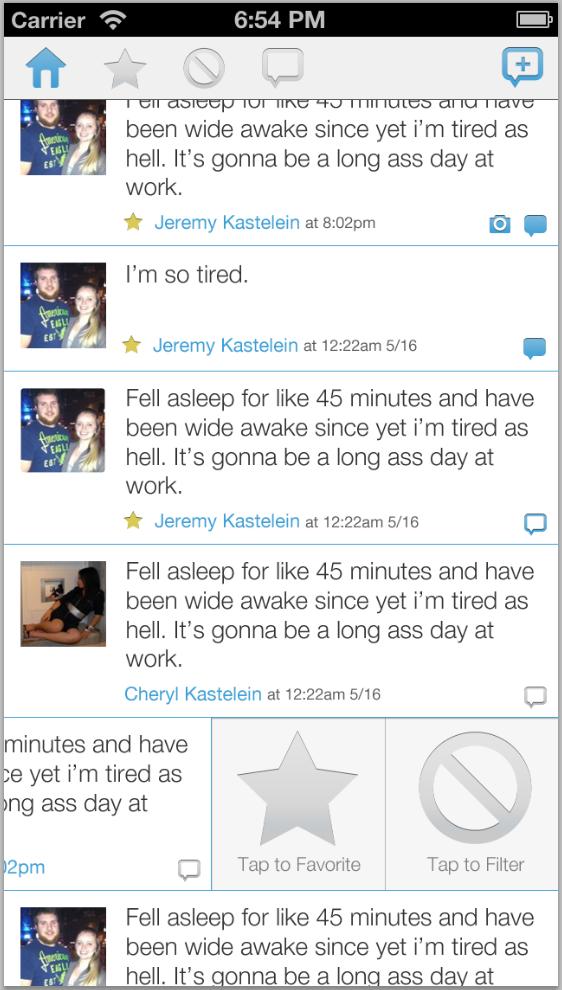 Carrier 6:54 PM
Fell asleep for like 45 minutes and have
been wide awake since yet i'm tired as
hell. It's gonna be a long ass day at
work.
Jeremy Kastelein at 8:02pm
I'm so tired.
Jeremy Kastelein at 12:22am 5/16
Fell asleep for like 45 minutes and have
been wide awake since yet i'm tired as
hell. It's gonna be a long ass day at
work.
Jeremy Kastelein at 12:22am 5/16
Fell asleep for like 45 minutes and have
been wide awake since yet i'm tired as
hell. It's gonna be a long ass day at
work.
Cheryl Kastelein at 12:22am 5/16
minutes and have
ce yet i'm tired as
ong ass day at
02pm
Tap to Favorite
Tap to Filter
Fell asleep for like 45 minutes and have
been wide awake since yet i'm tired as
hell. It's gonna be a long ass day at